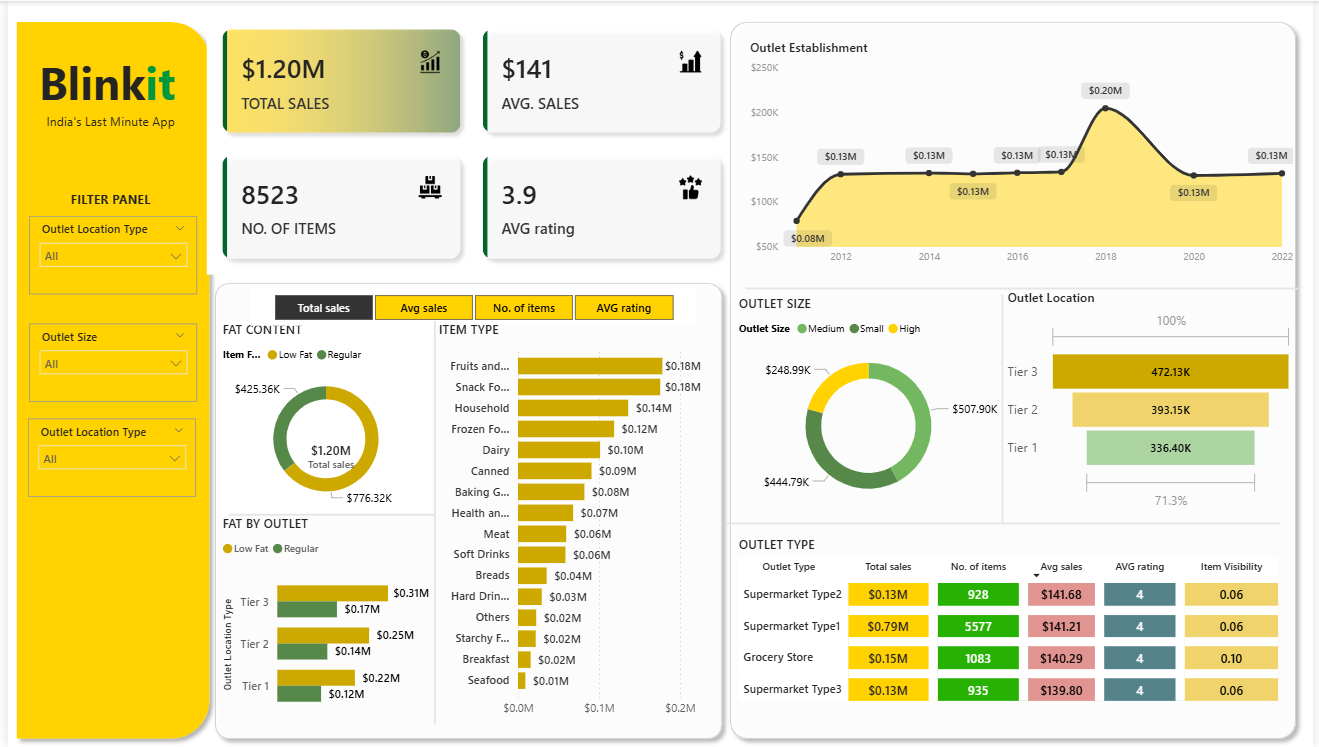 Blinkit
India's Last Minute App
FILTER PANEL
Outlet Location Type
All
Outlet Size
All
Outlet Location Type
All
$1.20M
TOTAL SALES
$141
AVG. SALES
8523
NO. OF ITEMS
3.9
AVG rating
Total sales Avg sales No. of items AVG rating
FAT CONTENT
Item F... Low Fat Regular
$425.36K
$1.20M
Total sales
$776.32K
FAT BY OUTLET
Low Fat Regular
Outlet Location Type
Tier 3 $0.31M
$0.17M
Tier 2 $0.25M
$0.14M
Tier 1 $0.22M
$0.12M
ITEM TYPE
Fruits and... $0.18M
Snack Fo... $0.18M
Household $0.14M
Frozen Fo... $0.12M
Dairy $0.10M
Canned $0.09M
Baking G... $0.08M
Health an... $0.07M
Meat $0.06M
Soft Drinks $0.06M
Breads $0.04M
Hard Drin... $0.03M
Others $0.02M
Starchy F... $0.02M
Breakfast $0.02M
Seafood $0.01M
$0.0M $0.1M $0.2M
Outlet Establishment
$250K
$200K
$150K
$100K
$50K
$0.08M $0.13M $0.13M $0.13M $0.13M $0.13M $0.20M $0.13M $0.13M
2012 2014 2016 2018 2020 2022
OUTLET SIZE
Outlet Size Medium Small High
$248.99K
$507.90K
$444.79K
Outlet Location
100%
Tier 3 472.13K
Tier 2 393.15K
Tier 1 336.40K
71.3%
OUTLET TYPE
Outlet Type Total sales No. of items Avg sales AVG rating Item Visibility
Supermarket Type2 $0.13M 928 $141.68 4 0.06
Supermarket Type1 $0.79M 5577 $141.21 4 0.06
Grocery Store $0.15M 1083 $140.29 4 0.10
Supermarket Type3 $0.13M 935 $139.80 4 0.06